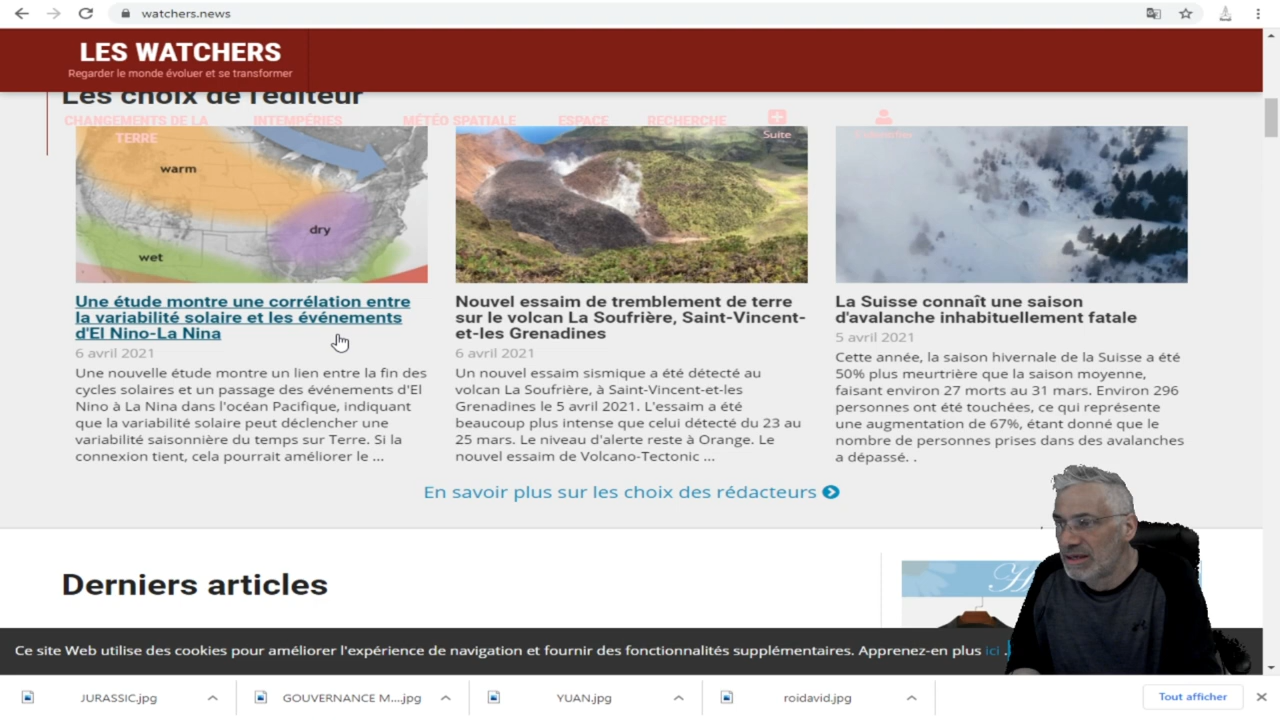 watchers.news
LES WATCHERS
Regarder le monde évoluer et se transformer
Les choix de l'éditeur
CHANGEMENTS DE LA TERRE
INTEMPÉRIES
MÉTÉO SPATIALE
ESPACE
RECHERCHE
Suite
warm
dry
wet
Une étude montre une corrélation entre
la variabilité solaire et les événements
d'El Nino-La Nina
6 avril 2021
Une nouvelle étude montre un lien entre la fin des
cycles solaires et un passage des événements d'El
Nino à La Nina dans l'océan Pacifique, indiquant
que la variabilité solaire peut déclencher une
variabilité saisonnière du temps sur Terre. Si la
connexion tient, cela pourrait améliorer le ...
Nouvel essaim de tremblement de terre
sur le volcan La Soufrière, Saint-Vincent-
et-les Grenadines
6 avril 2021
Un nouvel essaim sismique a été détecté au
volcan La Soufrière, à Saint-Vincent-et-les
Grenadines le 5 avril 2021. L'essaim a été
beaucoup plus intense que celui détecté du 23 au
25 mars. Le niveau d'alerte reste à Orange. Le
nouvel essaim de Volcano-Tectonic ...
La Suisse connaît une saison
d'avalanche inhabituellement fatale
5 avril 2021
Cette année, la saison hivernale de la Suisse a été
50% plus meurtrière que la saison moyenne,
faisant environ 27 morts au 31 mars. Environ 296
personnes ont été touchées, ce qui représente
une augmentation de 67%, étant donné que le
nombre de personnes prises dans des avalanches
a dépassé. .
En savoir plus sur les choix des rédacteurs
Derniers articles
Ce site Web utilise des cookies pour améliorer l'expérience de navigation et fournir des fonctionnalités supplémentaires. Apprenez-en plus ici .
JURASSIC.jpg
GOUVERNANCE M....jpg
YUAN.jpg
roidavid.jpg
Tout afficher